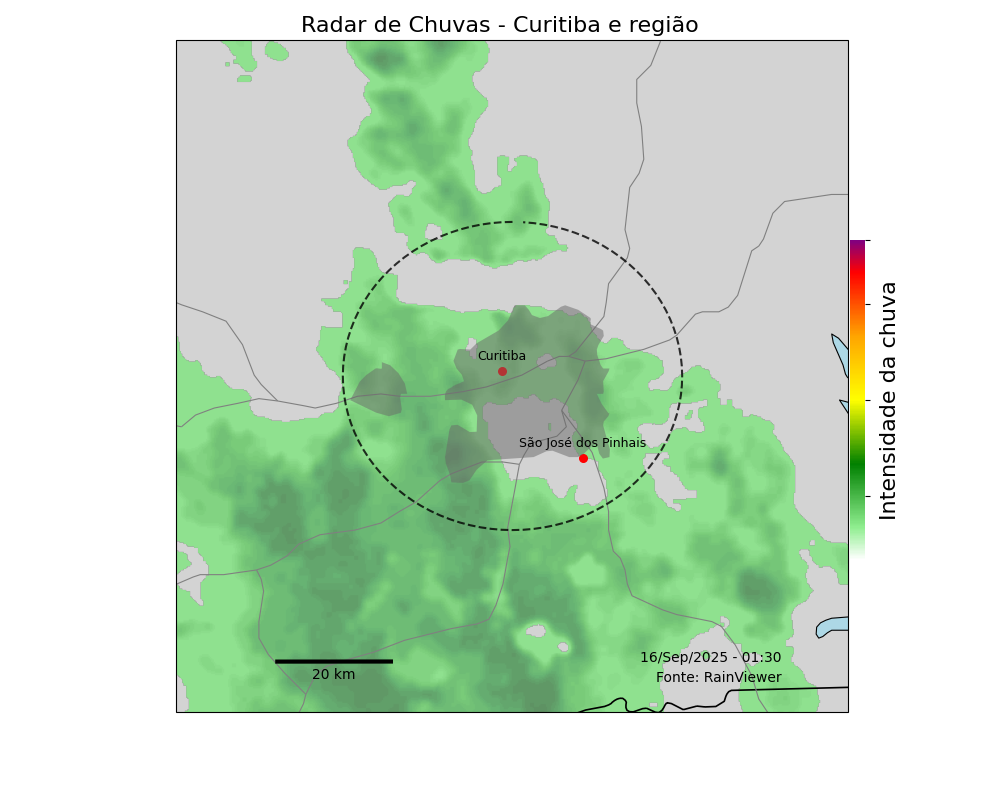 Radar de Chuvas - Curitiba e região
Curitiba
São José dos Pinhais
Intensidade da chuva
16/Sep/2025 - 01:30
Fonte: RainViewer
20 km